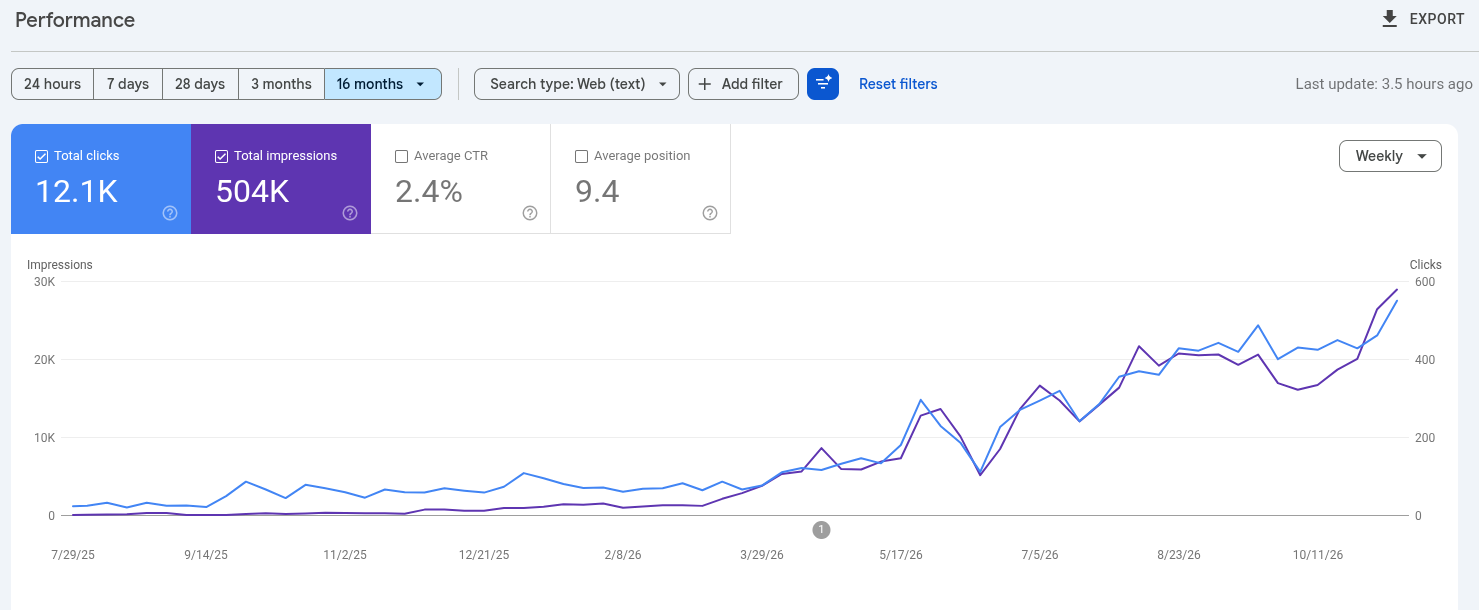 Performance
EXPORT
24 hours 7 days 28 days 3 months 16 months Search type: Web (text) Add filter Reset filters Last update: 3.5 hours ago
Total clicks Total impressions Average CTR Average position
12.1K 504K 2.4% 9.4
Weekly
Impressions Clicks
30K 600
20K 400
10K 200
0 0
1
7/29/25 9/14/25 11/2/25 12/21/25 2/8/26 3/29/26 5/17/26 7/5/26 8/23/26 10/11/26